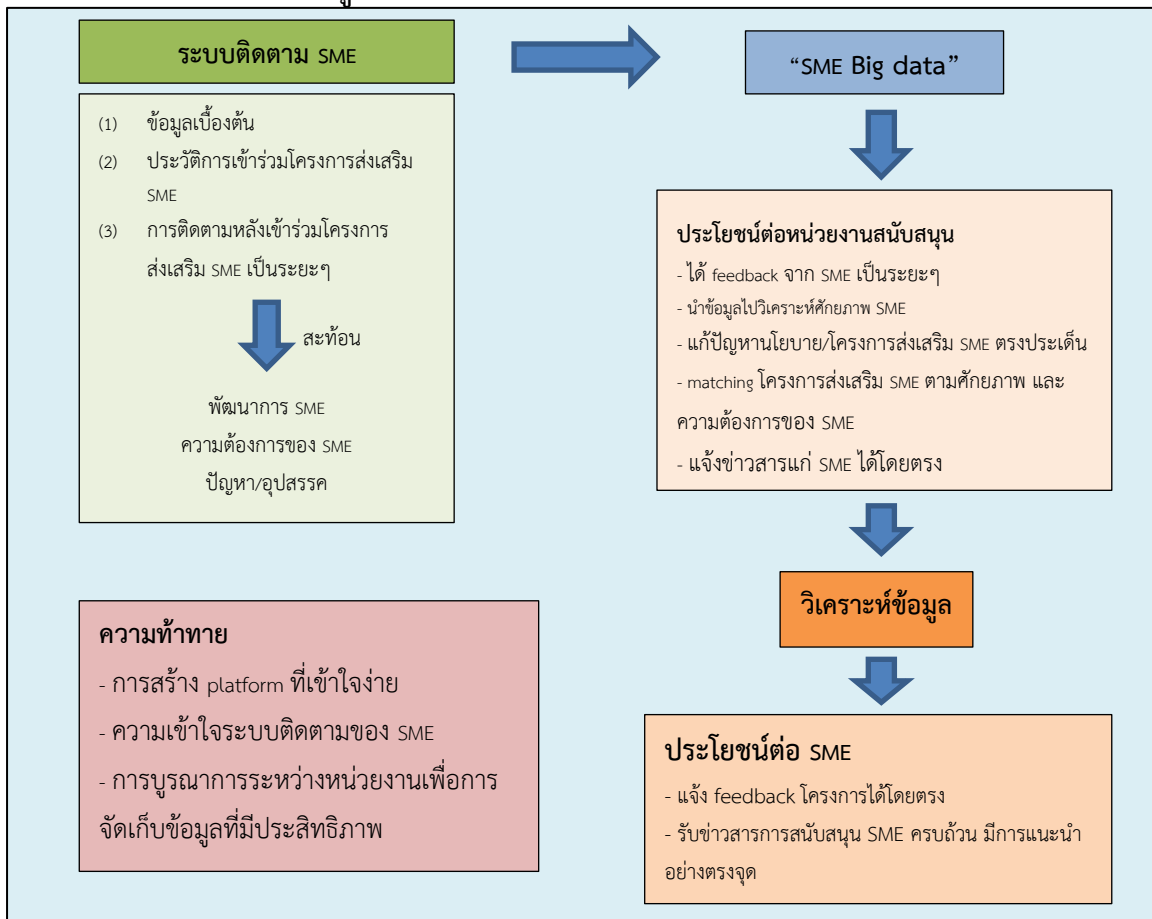 ระบบติดตาม SME
(1) ข้อมูลเบื้องต้น
(2) ประวัติการเข้าร่วมโครงการส่งเสริม
SME
(3) การติดตามหลังเข้าร่วมโครงการ
ส่งเสริม SME เป็นระยะๆ
สะท้อน
พัฒนาการ SME
ความต้องการของ SME
ปัญหา/อุปสรรค
ความท้าทาย
- การสร้าง platform ที่เข้าใจง่าย
- ความเข้าใจระบบติดตามของ SME
- การบูรณาการระหว่างหน่วยงานเพื่อการ
จัดเก็บข้อมูลที่มีประสิทธิภาพ
“SME Big data”
ประโยชน์ต่อหน่วยงานสนับสนุน
- ได้ feedback จาก SME เป็นระยะๆ
- นำข้อมูลไปวิเคราะห์ศักยภาพ SME
- แก้ปัญหานโยบาย/โครงการส่งเสริม SME ตรงประเด็น
- matching โครงการส่งเสริม SME ตามศักยภาพ และ
ความต้องการของ SME
- แจ้งข่าวสารแก่ SME ได้โดยตรง
วิเคราะห์ข้อมูล
ประโยชน์ต่อ SME
- แจ้ง feedback โครงการได้โดยตรง
- รับข่าวสารการสนับสนุน SME ครบถ้วน มีการแนะนำ
อย่างตรงจุด